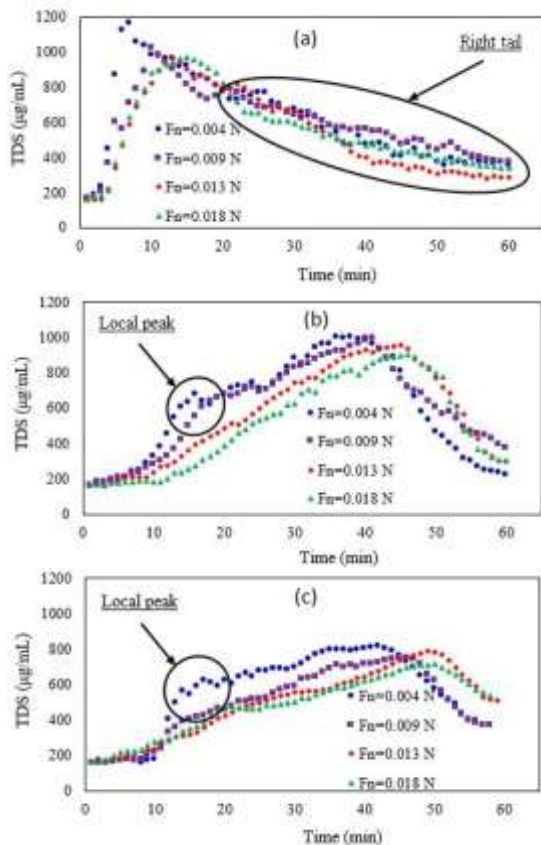 (a)
Right tail
TDS (µg/mL)
1200
1000
800
600
400
200
0
Fn=0.004 N
Fn=0.009 N
Fn=0.013 N
Fn=0.018 N
0 10 20 30 40 50 60
Time (min)
(b)
Local peak
TDS (µg/mL)
1200
1000
800
600
400
200
0
Fn=0.004 N
Fn=0.009 N
Fn=0.013 N
Fn=0.018 N
0 10 20 30 40 50 60
Time (min)
(c)
Local peak
TDS (µg/mL)
1200
1000
800
600
400
200
0
Fn=0.004 N
Fn=0.009 N
Fn=0.013 N
Fn=0.018 N
0 10 20 30 40 50 60
Time (min)